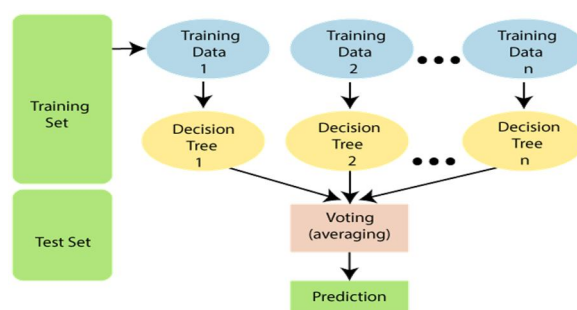 Training
Set
Test Set
Training
Data
1
Training
Data
2
Training
Data
n
Decision
Tree
1
Decision
Tree
2
Decision
Tree
n
Voting
(averaging)
Prediction